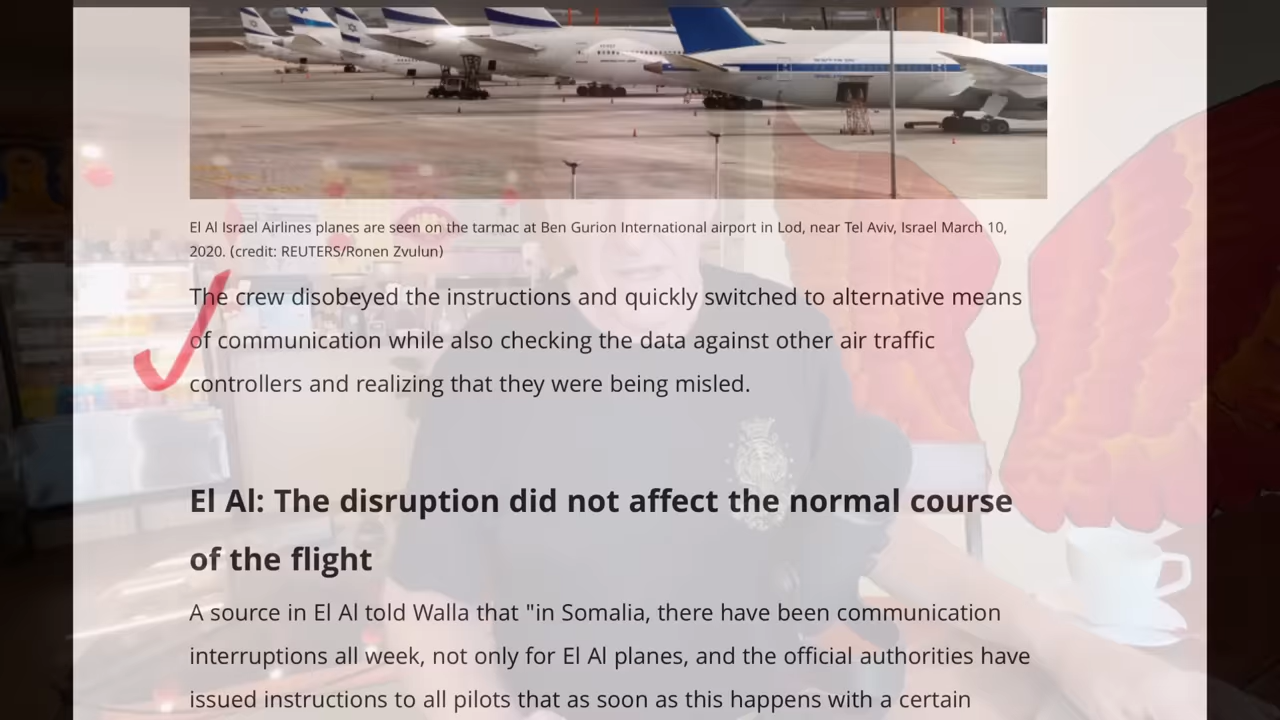 El Al Israel Airlines planes are seen on the tarmac at Ben Gurion International airport in Lod, near Tel Aviv, Israel March 10,
2020. (credit: REUTERS/Ronen Zvulun)
The crew disobeyed the instructions and quickly switched to alternative means
of communication while also checking the data against other air traffic
controllers and realizing that they were being misled.
El Al: The disruption did not affect the normal course
of the flight
A source in El Al told Walla that "in Somalia, there have been communication
interruptions all week, not only for El Al planes, and the official authorities have
issued instructions to all pilots that as soon as this happens with a certain